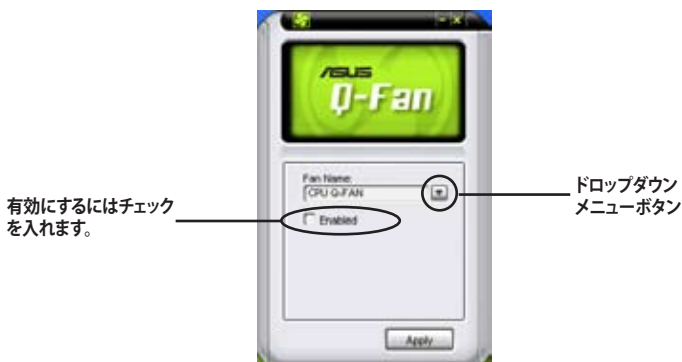 ASUS
Q-Fan
Fan Name:
CPU Q-FAN
Enabled
Apply
有効にするにはチェック
を入れます。
ドロップダウン
メニューボタン